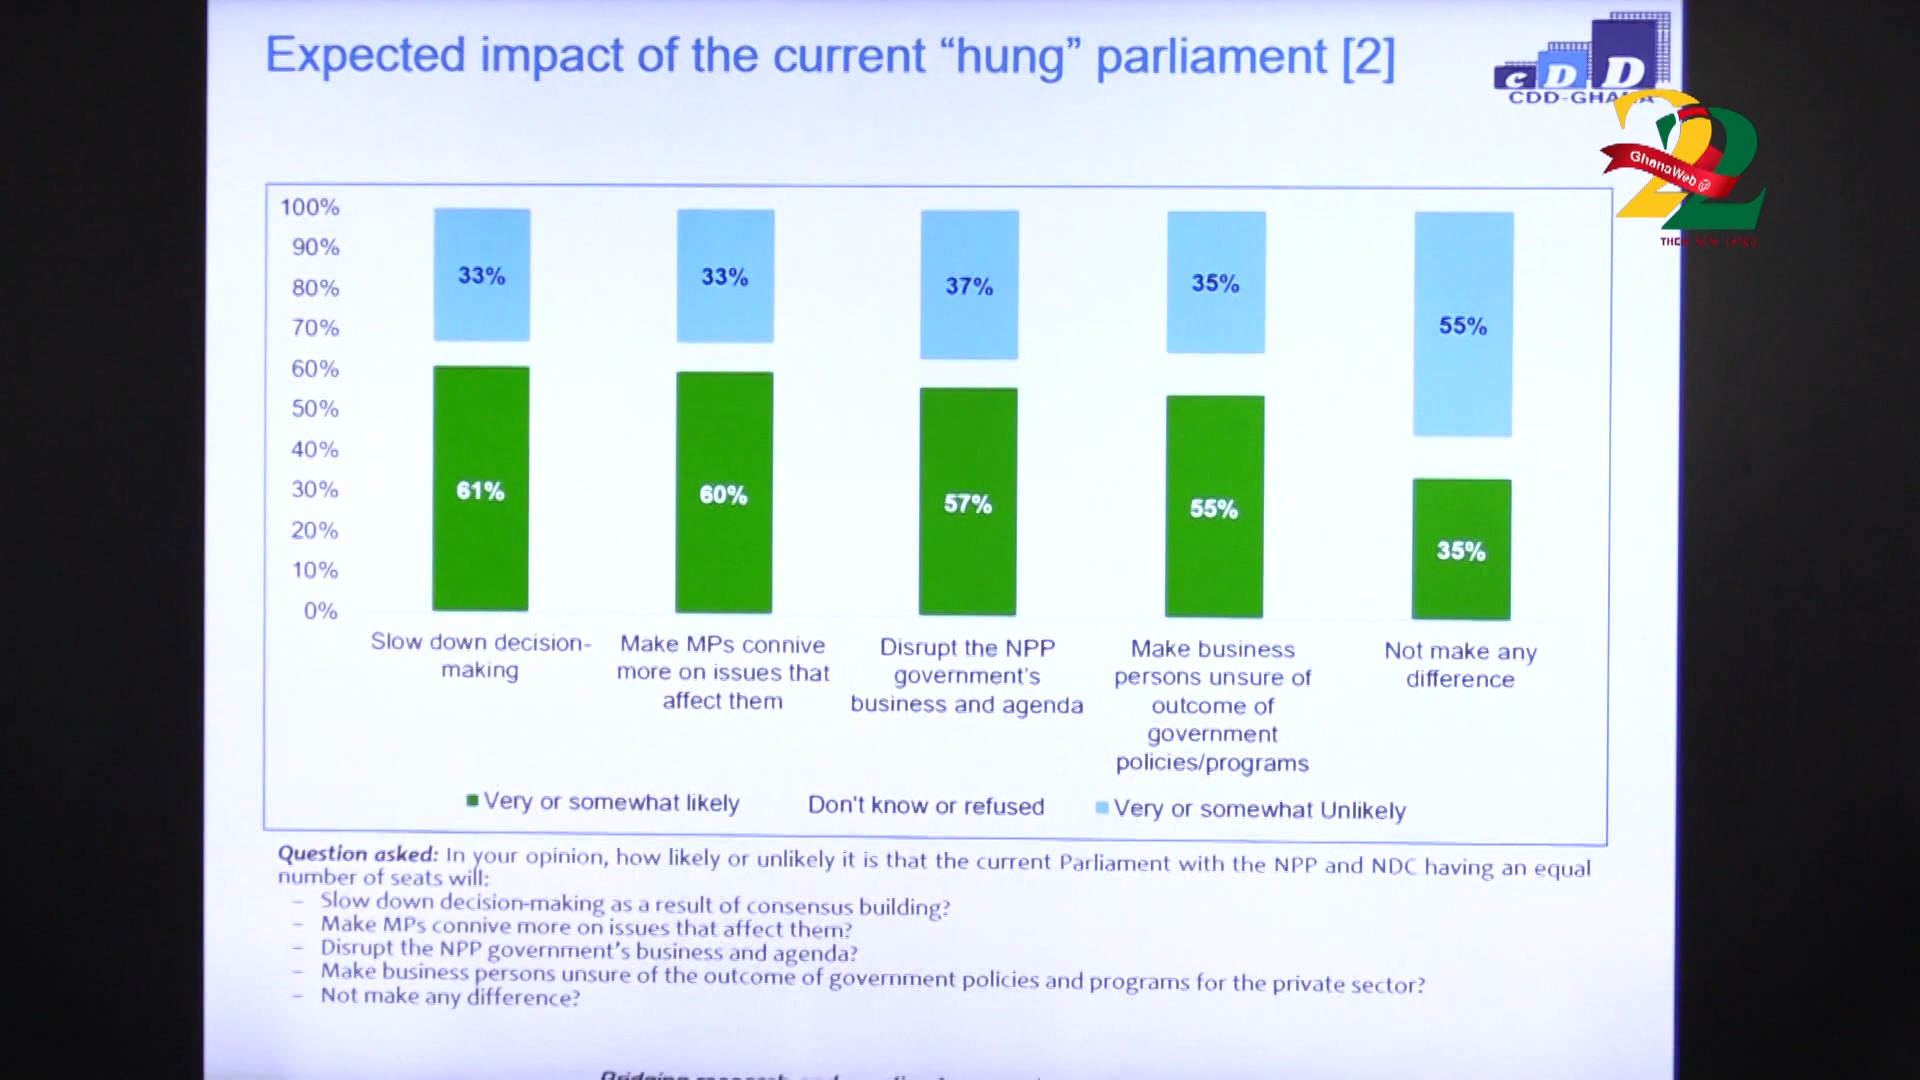 Expected impact of the current “hung” parliament [2]
CDD
CDD-GHANA
GhanaWeb @
22
100%
90%
80%
70%
60%
50%
40%
30%
20%
10%
0%
33%
33%
37%
35%
55%
61%
60%
57%
55%
35%
Slow down decision-
making
Make MPs connive
more on issues that
affect them
Disrupt the NPP
government's
business and agenda
Make business
persons unsure of
outcome of
government
policies/programs
Not make any
difference
Very or somewhat likely
Don't know or refused
Very or somewhat Unlikely
Question asked: In your opinion, how likely or unlikely it is that the current Parliament with the NPP and NDC having an equal
number of seats will:
– Slow down decision-making as a result of consensus building?
– Make MPs connive more on issues that affect them?
– Disrupt the NPP government’s business and agenda?
– Make business persons unsure of the outcome of government policies and programs for the private sector?
– Not make any difference?